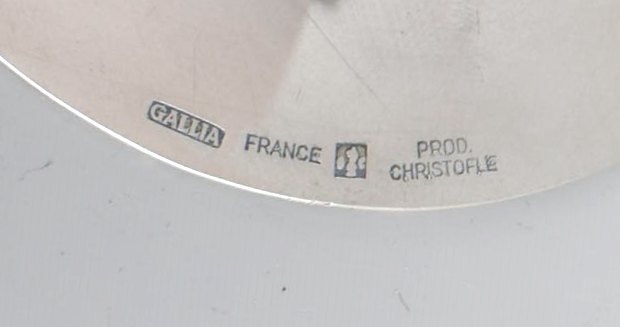 GALLIA FRANCE PROD.
CHRISTOFLE